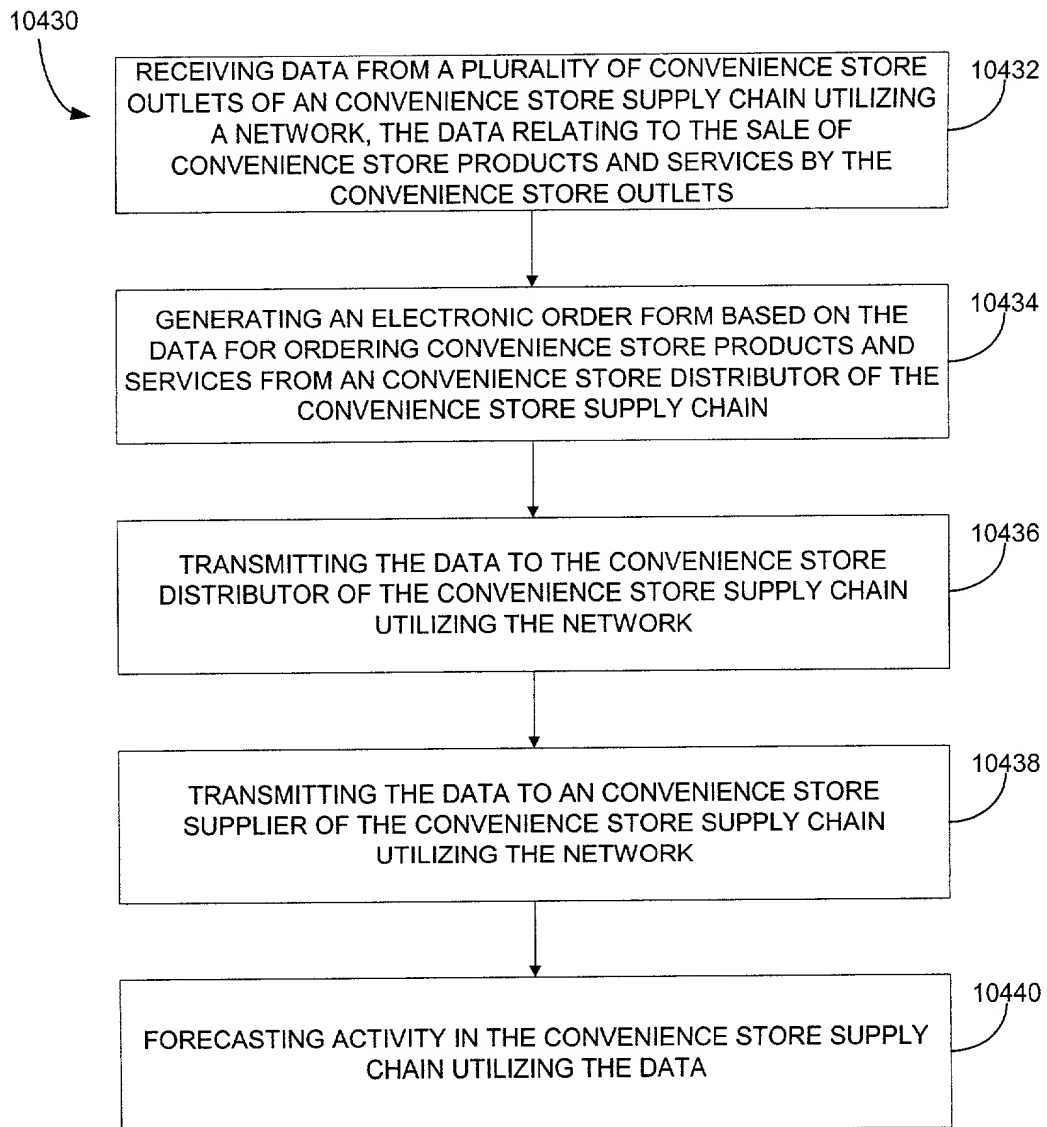 10430
RECEIVING DATA FROM A PLURALITY OF CONVENIENCE STORE
OUTLETS OF AN CONVENIENCE STORE SUPPLY CHAIN UTILIZING
A NETWORK, THE DATA RELATING TO THE SALE OF
CONVENIENCE STORE PRODUCTS AND SERVICES BY THE
CONVENIENCE STORE OUTLETS
10432
GENERATING AN ELECTRONIC ORDER FORM BASED ON THE
DATA FOR ORDERING CONVENIENCE STORE PRODUCTS AND
SERVICES FROM AN CONVENIENCE STORE DISTRIBUTOR OF THE
CONVENIENCE STORE SUPPLY CHAIN
10434
TRANSMITTING THE DATA TO THE CONVENIENCE STORE
DISTRIBUTOR OF THE CONVENIENCE STORE SUPPLY CHAIN
UTILIZING THE NETWORK
10436
TRANSMITTING THE DATA TO AN CONVENIENCE STORE
SUPPLIER OF THE CONVENIENCE STORE SUPPLY CHAIN
UTILIZING THE NETWORK
10438
FORECASTING ACTIVITY IN THE CONVENIENCE STORE SUPPLY
CHAIN UTILIZING THE DATA
10440